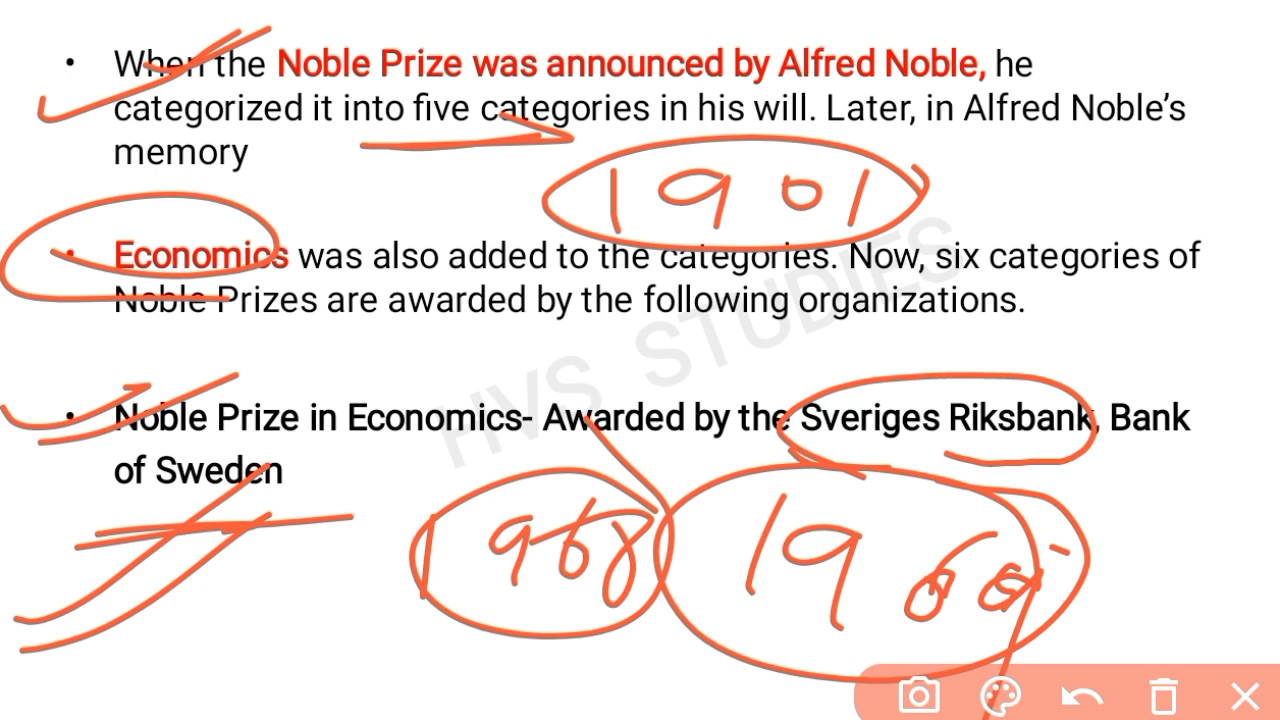 • When the Noble Prize was announced by Alfred Noble, he
categorized it into five categories in his will. Later, in Alfred Noble's
memory
1901
• Economics was also added to the categories. Now, six categories of
Noble Prizes are awarded by the following organizations.
HVS STUDIES
• Noble Prize in Economics- Awarded by the Sveriges Riksbank, Bank
of Sweden
1968